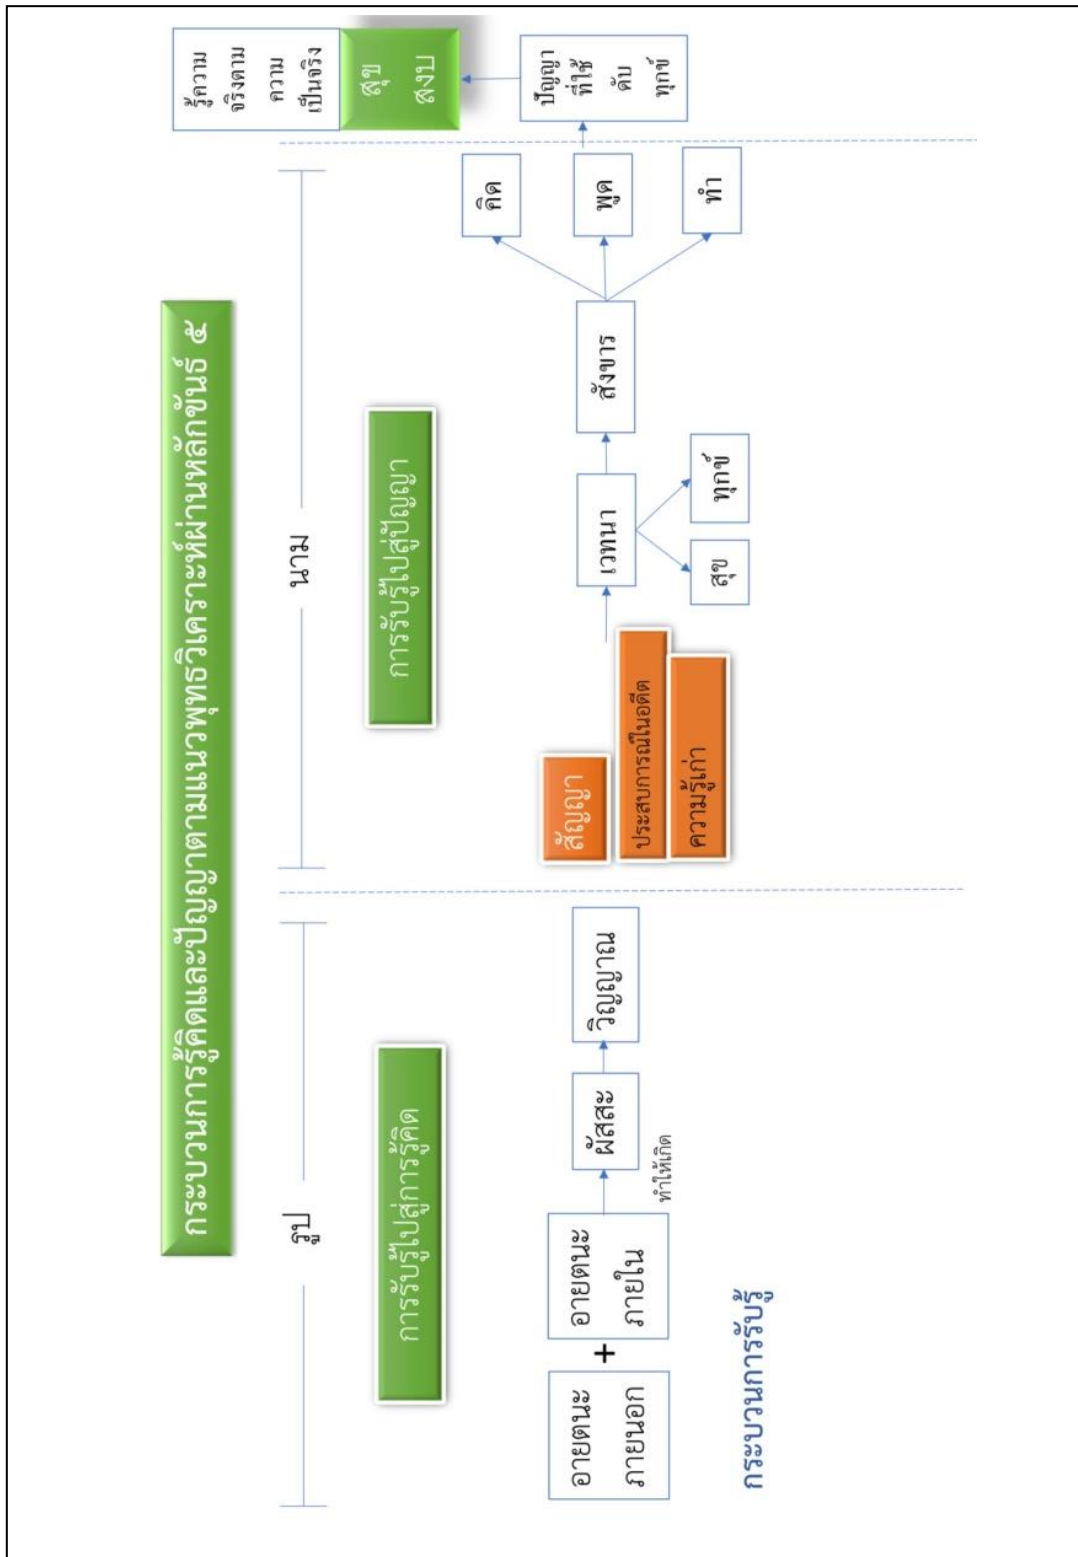 กระบวนการรู้คิดและปัญญาตามแนวพุทธวิเคราะห์ผ่านหลักขันธ์ ๕
รูป
นาม
การรับรู้ไปสู่การรู้คิด
การรับรู้ไปสู่ปัญญา
อายตนะ
ภายนอก
+
อายตนะ
ภายใน
ทำให้เกิด
ผัสสะ
วิญญาณ
สัญญา
ประสบการณ์ในอดีต
ความรู้เก่า
เวทนา
สุข
ทุกข์
สังขาร
คิด
พูด
ทำ
ปัญญา
ที่ใช้
ดับ
ทุกข์
สุข
สงบ
รู้ความ
จริงตาม
ความ
เป็นจริง
กระบวนการรับรู้